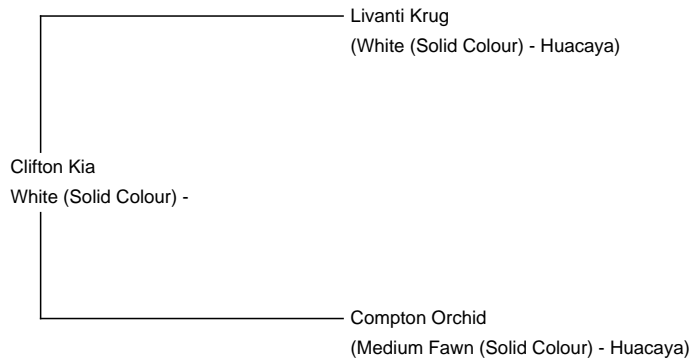 Livanti Krug
(White (Solid Colour) - Huacaya)
Clifton Kia
White (Solid Colour) -
Compton Orchid
(Medium Fawn (Solid Colour) - Huacaya)